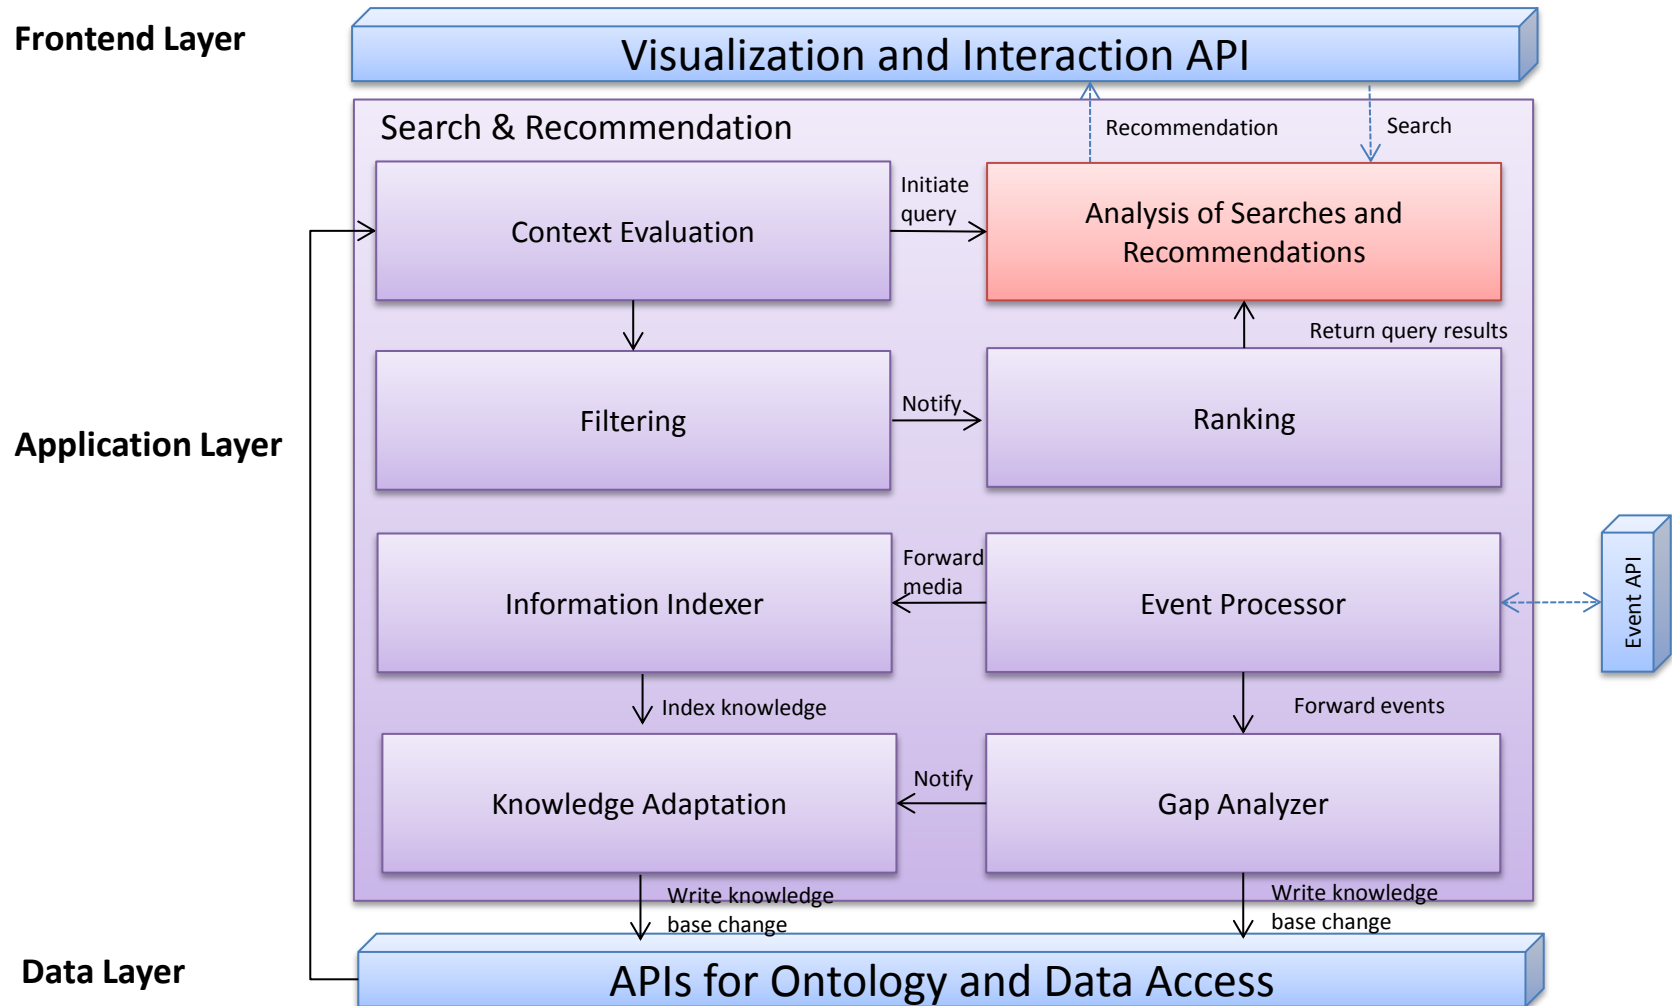 Frontend Layer
Visualization and Interaction API
Search & Recommendation
Recommendation
Search
Context Evaluation
Initiate
query
Analysis of Searches and
Recommendations
Return query results
Application Layer
Filtering
Notify
Ranking
Information Indexer
Forward
media
Event Processor
Event API
Index knowledge
Forward events
Knowledge Adaptation
Notify
Gap Analyzer
Write knowledge
base change
Write knowledge
base change
Data Layer
APIs for Ontology and Data Access